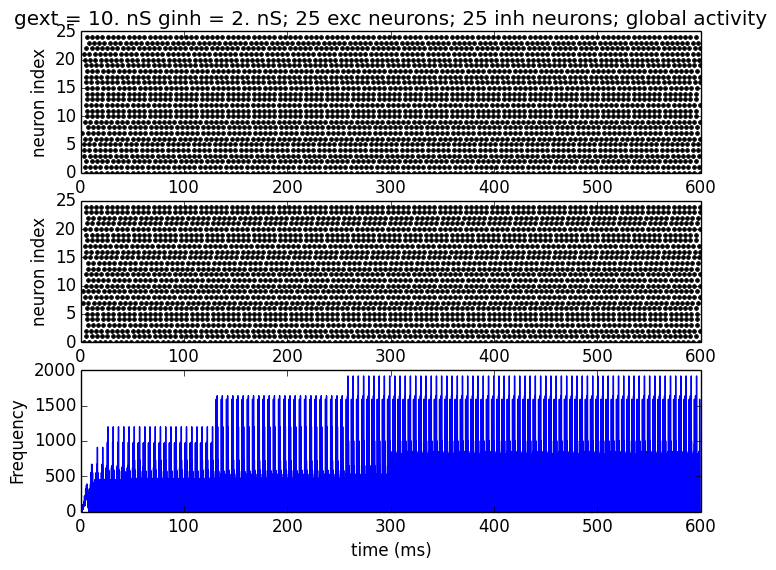 gext = 10. nS ginh = 2. nS; 25 exc neurons; 25 inh neurons; global activity
25
20
15
10
5
0
neuron index
0 100 200 300 400 500 600
25
20
15
10
5
0
neuron index
0 100 200 300 400 500 600
2000
1500
1000
500
0
Frequency
0 100 200 300 400 500 600
time (ms)